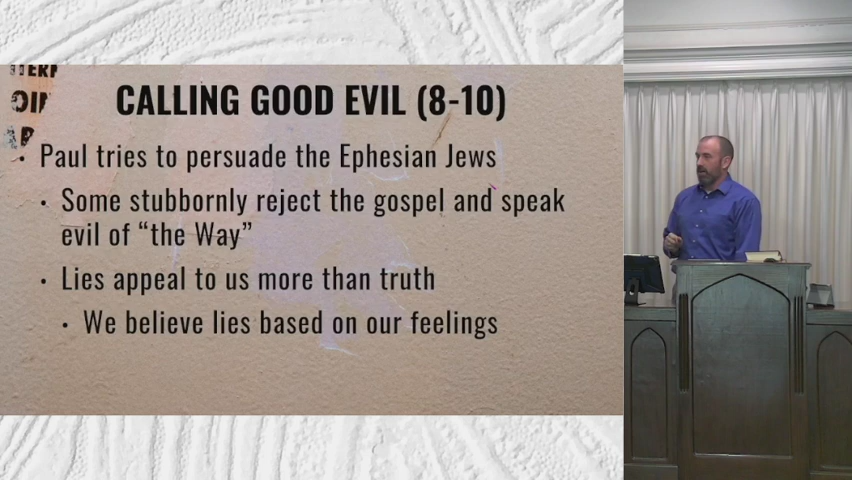 CALLING GOOD EVIL (8-10)
• Paul tries to persuade the Ephesian Jews
• Some stubbornly reject the gospel and speak
evil of “the Way”
• Lies appeal to us more than truth
• We believe lies based on our feelings